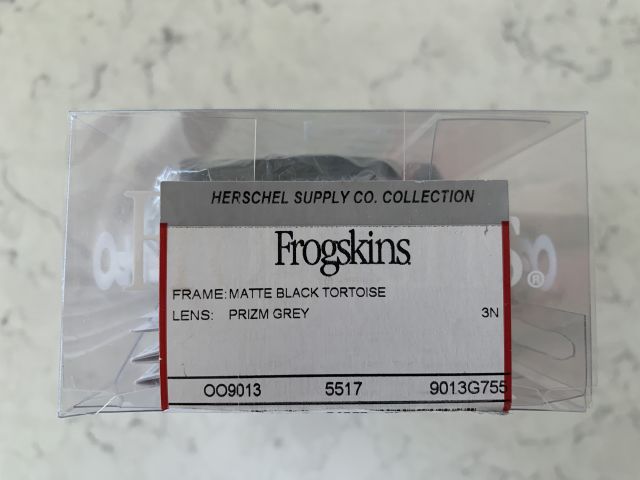 HERSCHEL SUPPLY CO. COLLECTION
Frogskins
FRAME: MATTE BLACK TORTOISE
LENS: PRIZM GREY 3N
OO9013 5517 9013G755